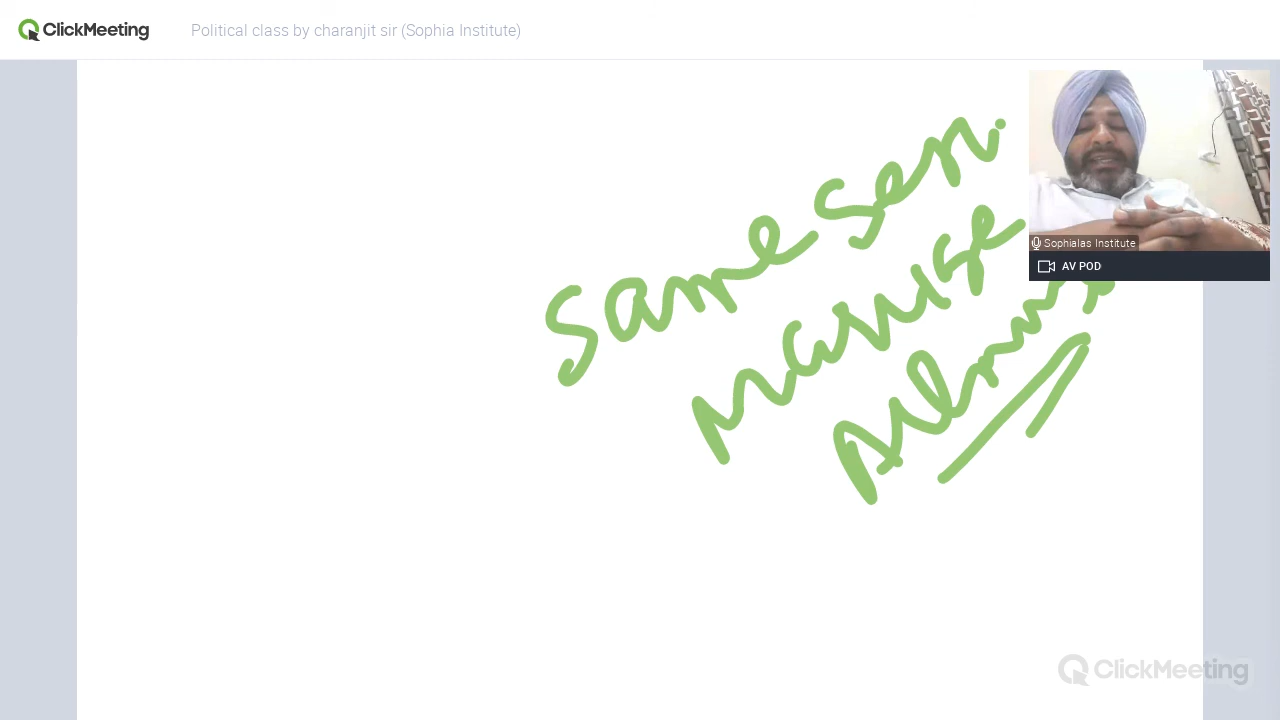 ClickMeeting
Political class by charanjit sir (Sophia Institute)
Same Sen.
Sophialas Institute
AV POD
ClickMeeting